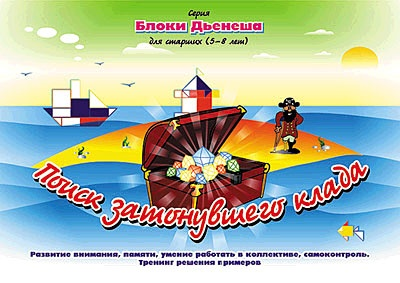 Серия
Блоки Дьенеша
для старших (5–8 лет)
Поиск затонувшего клада
Развитие внимания, памяти, умение работать в коллективе, самоконтроль.
Тренинг решения примеров